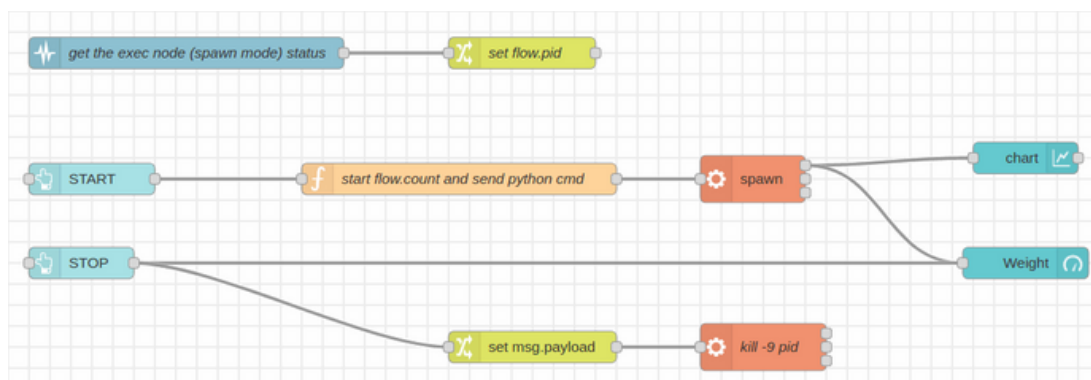 get the exec node (spawn mode) status
set flow.pid
START
start flow.count and send python cmd
spawn
chart
STOP
Weight
set msg.payload
kill -9 pid